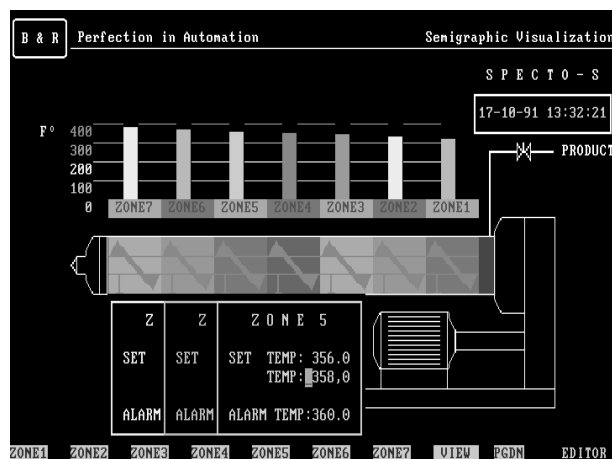 B & R Perfection in Automation Semigraphic Visualization
S P E C T O - S
17-10-91 13:32:21
F° 400
300
200
100
0
PRODUCT
ZONE7 ZONE6 ZONE5 ZONE4 ZONE3 ZONE2 ZONE1
Z Z Z O N E 5
SET SET SET TEMP: 356.0
TEMP: 358,0
ALARM ALARM ALARM TEMP:360.0
ZONE1 ZONE2 ZONE3 ZONE4 ZONE5 ZONE6 ZONE7 VIEW PGDN EDITOR